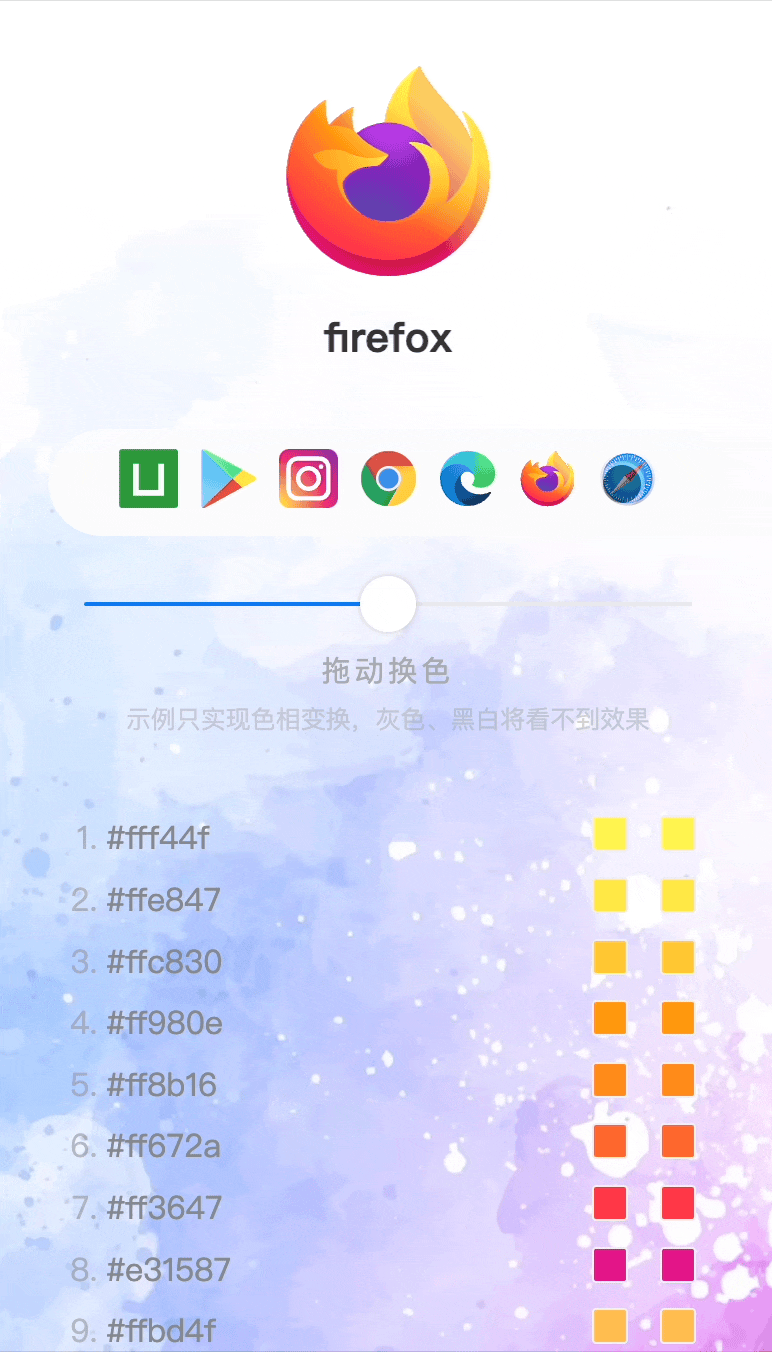 firefox
拖动换色
示例只实现色相变换，灰色、黑白将看不到效果
1. #fff44f
2. #ffe847
3. #ffc830
4. #ff980e
5. #ff8b16
6. #ff672a
7. #ff3647
8. #e31587
9. #ffbd4f